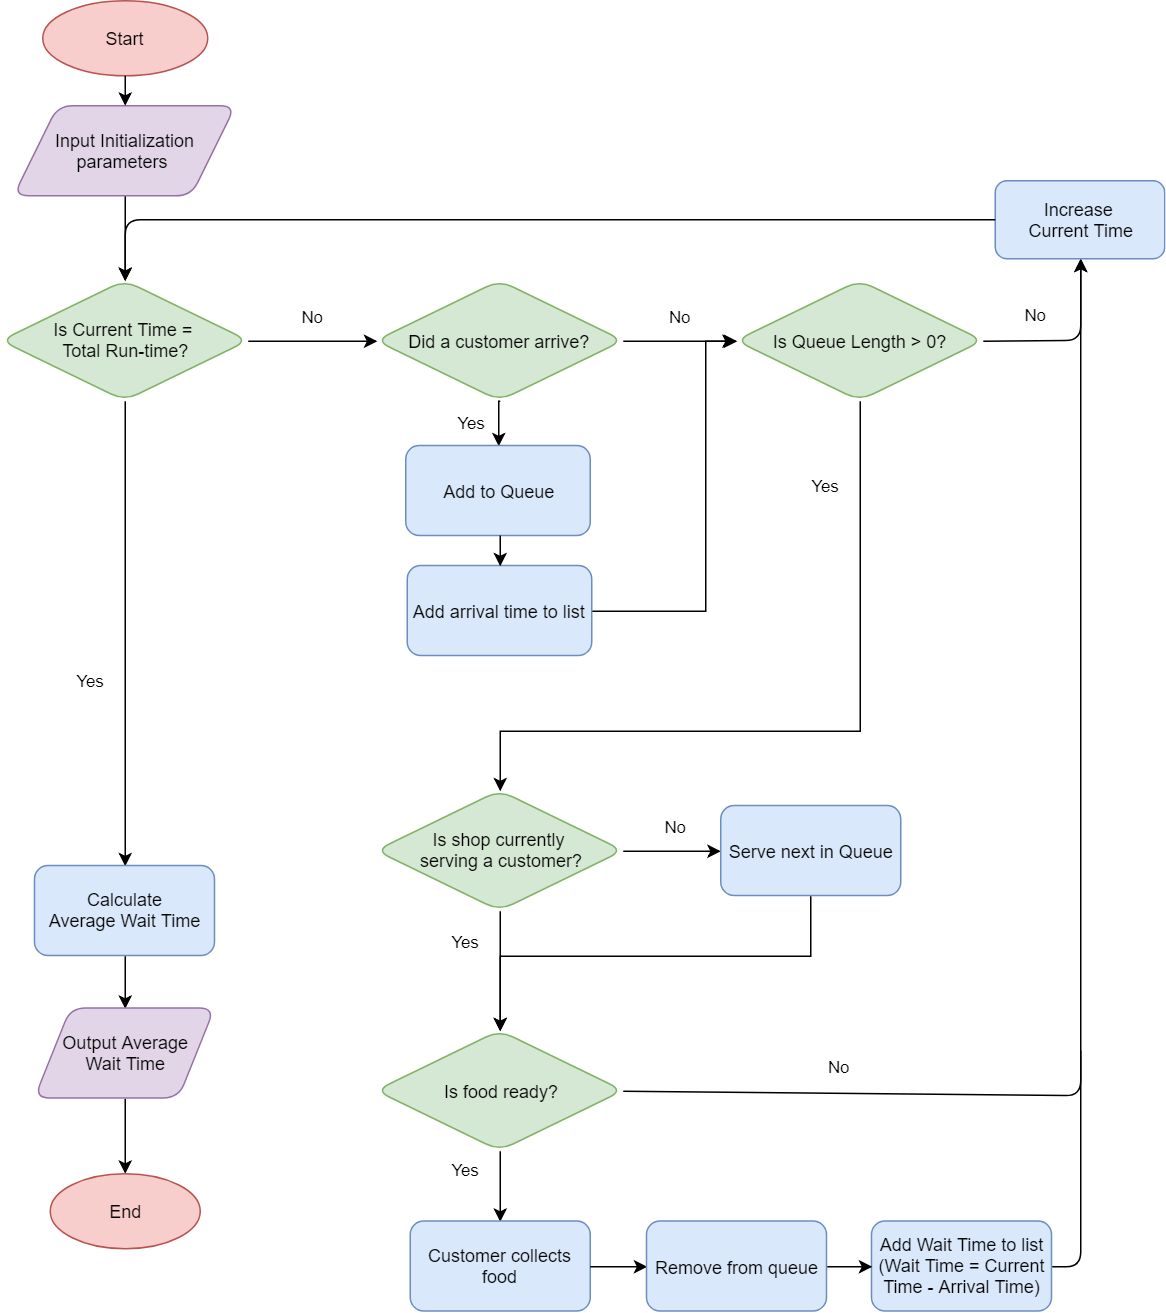 Start
Input Initialization
parameters
Increase
Current Time
Is Current Time =
Total Run-time?
No
Did a customer arrive?
No
Is Queue Length > 0?
No
Yes
Add to Queue
Yes
Add arrival time to list
Yes
Is shop currently
serving a customer?
No
Serve next in Queue
Calculate
Average Wait Time
Yes
Output Average
Wait Time
Is food ready?
No
Yes
End
Customer collects
food
Remove from queue
Add Wait Time to list
(Wait Time = Current
Time - Arrival Time)